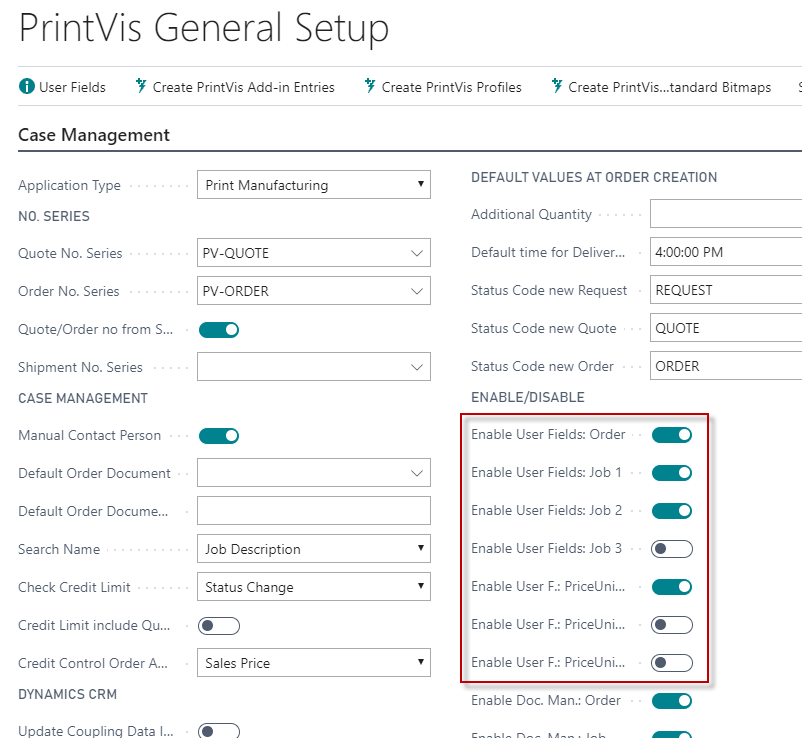 PrintVis General Setup
User Fields
Create PrintVis Add-in Entries
Create PrintVis Profiles
Create PrintVis...tandard Bitmaps
S
Case Management
Application Type
Print Manufacturing
NO. SERIES
Quote No. Series
PV-QUOTE
Order No. Series
PV-ORDER
Quote/Order no from S...
Shipment No. Series
CASE MANAGEMENT
Manual Contact Person
Default Order Document
Default Order Docume...
Search Name
Job Description
Check Credit Limit
Status Change
Credit Limit include Qu...
Credit Control Order A...
Sales Price
DYNAMICS CRM
Update Coupling Data I...
DEFAULT VALUES AT ORDER CREATION
Additional Quantity
Default time for Deliver...
4:00:00 PM
Status Code new Request
REQUEST
Status Code new Quote
QUOTE
Status Code new Order
ORDER
ENABLE/DISABLE
Enable User Fields: Order
Enable User Fields: Job 1
Enable User Fields: Job 2
Enable User Fields: Job 3
Enable User F.: PriceUni...
Enable User F.: PriceUni...
Enable User F.: PriceUni...
Enable Doc. Man.: Order
Enable Doc. Man.: Job